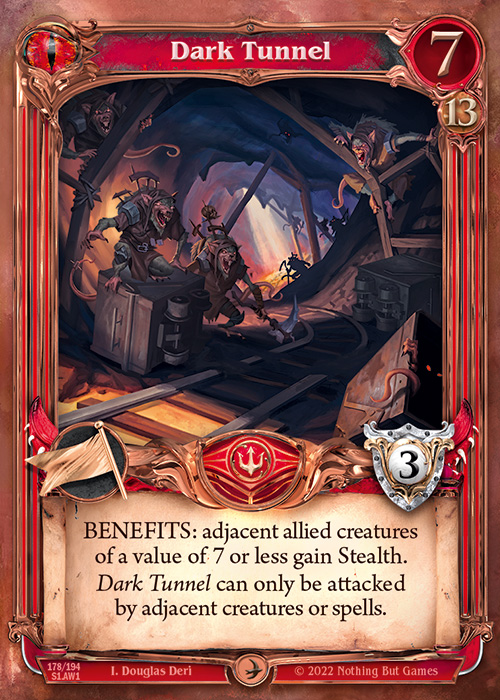 Dark Tunnel
7
13
3
BENEFITS: adjacent allied creatures
of a value of 7 or less gain Stealth.
Dark Tunnel can only be attacked
by adjacent creatures or spells.
178/194
S1.AW1
I. Douglas Deri
© 2022 Nothing But Games